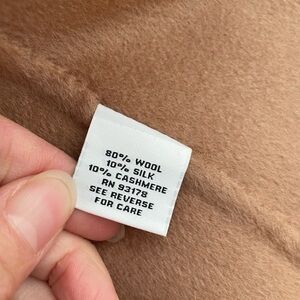 80% WOOL
10% SILK
10% CASHMERE
RN 93178
SEE REVERSE
FOR CARE